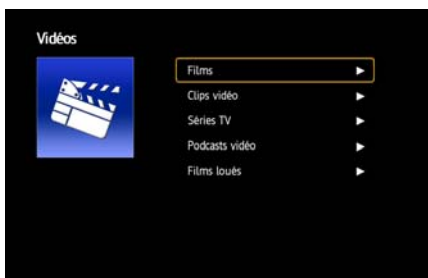 Vidéos
Films
Clips vidéo
Séries TV
Podcasts vidéo
Films loués